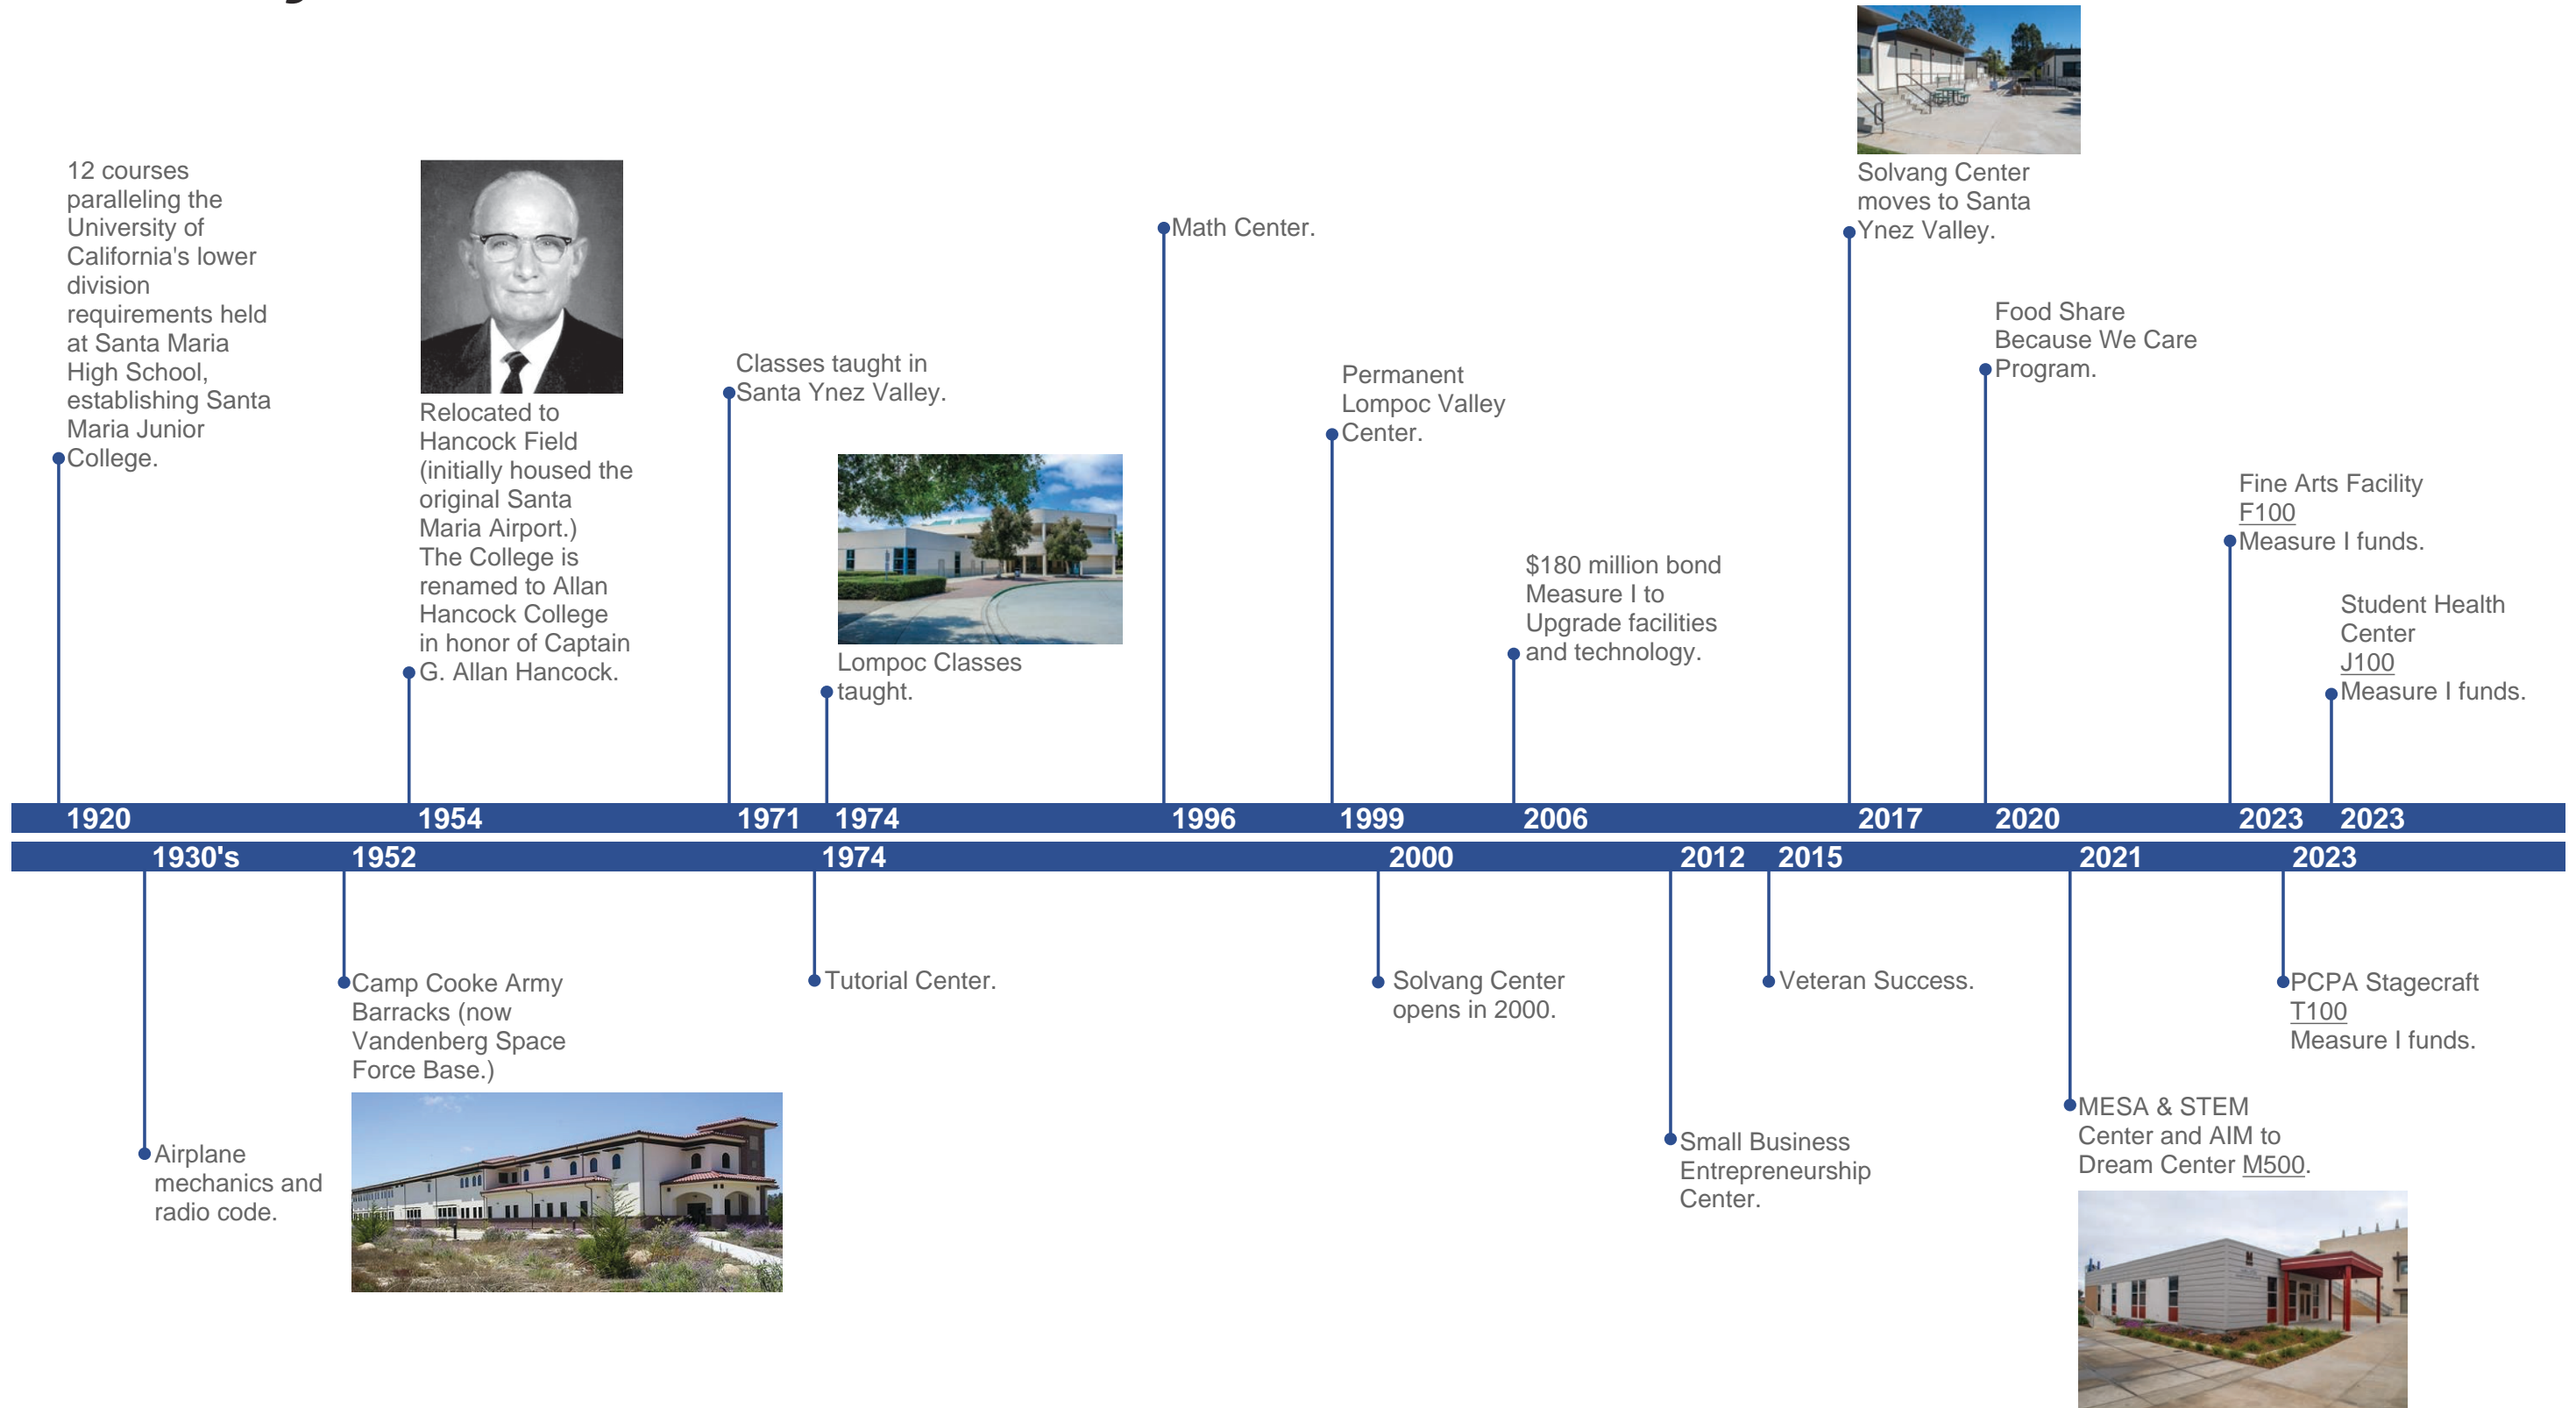 12 courses
paralleling the
University of
California's lower
division
requirements held
at Santa Maria
High School,
establishing Santa
Maria Junior
College.
Relocated to
Hancock Field
(initially housed the
original Santa
Maria Airport.)
The College is
renamed to Allan
Hancock College
in honor of Captain
G. Allan Hancock.
Classes taught in
Santa Ynez Valley.
Lompoc Classes
taught.
Math Center.
Permanent
Lompoc Valley
Center.
$180 million bond
Measure I to
Upgrade facilities
and technology.
Solvang Center
moves to Santa
Ynez Valley.
Food Share
Because We Care
Program.
Fine Arts Facility
F100
Measure I funds.
Student Health
Center
J100
Measure I funds.
1920 1954 1971 1974 1996 1999 2006 2017 2020 2023 2023
1930's 1952 1974 2000 2012 2015 2021 2023
Airplane
mechanics and
radio code.
Camp Cooke Army
Barracks (now
Vandenberg Space
Force Base.)
Tutorial Center.
Solvang Center
opens in 2000.
Small Business
Entrepreneurship
Center.
Veteran Success.
MESA & STEM
Center and AIM to
Dream Center M500.
PCPA Stagecraft
T100
Measure I funds.